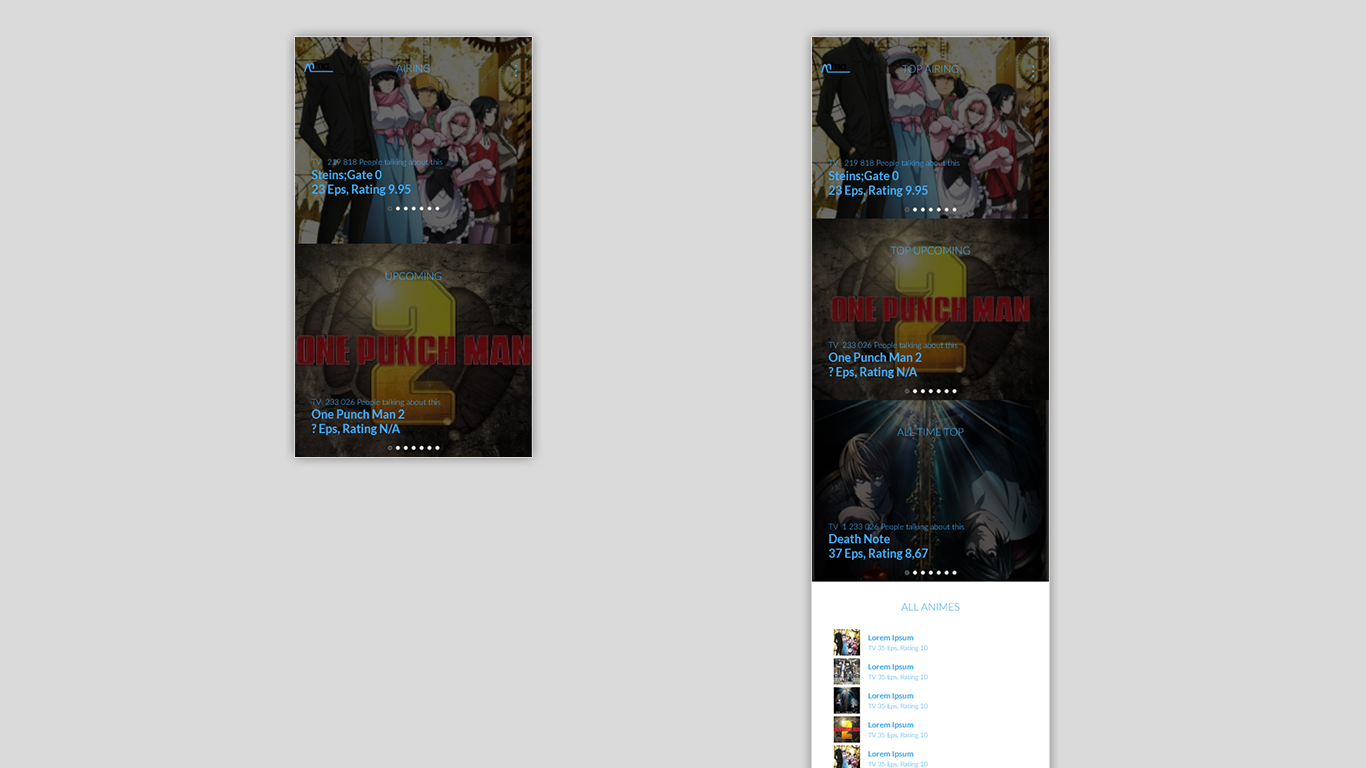 AIRING
TV 219 818 People talking about this
Steins;Gate 0
23 Eps, Rating 9.95
UPCOMING
2
ONE PUNCH MAN
TV 233 026 People talking about this
One Punch Man 2
? Eps, Rating N/A
TOP AIRING
TV 219 818 People talking about this
Steins;Gate 0
23 Eps, Rating 9.95
TOP UPCOMING
2
ONE PUNCH MAN
TV 233 026 People talking about this
One Punch Man 2
? Eps, Rating N/A
ALL TIME TOP
TV 1 233 026 People talking about this
Death Note
37 Eps, Rating 8,67
ALL ANIMES
Lorem Ipsum
TV 35 Eps, Rating 10
Lorem Ipsum
TV 35 Eps, Rating 10
Lorem Ipsum
TV 35 Eps, Rating 10
Lorem Ipsum
TV 35 Eps, Rating 10
Lorem Ipsum
TV 35 Eps, Rating 10